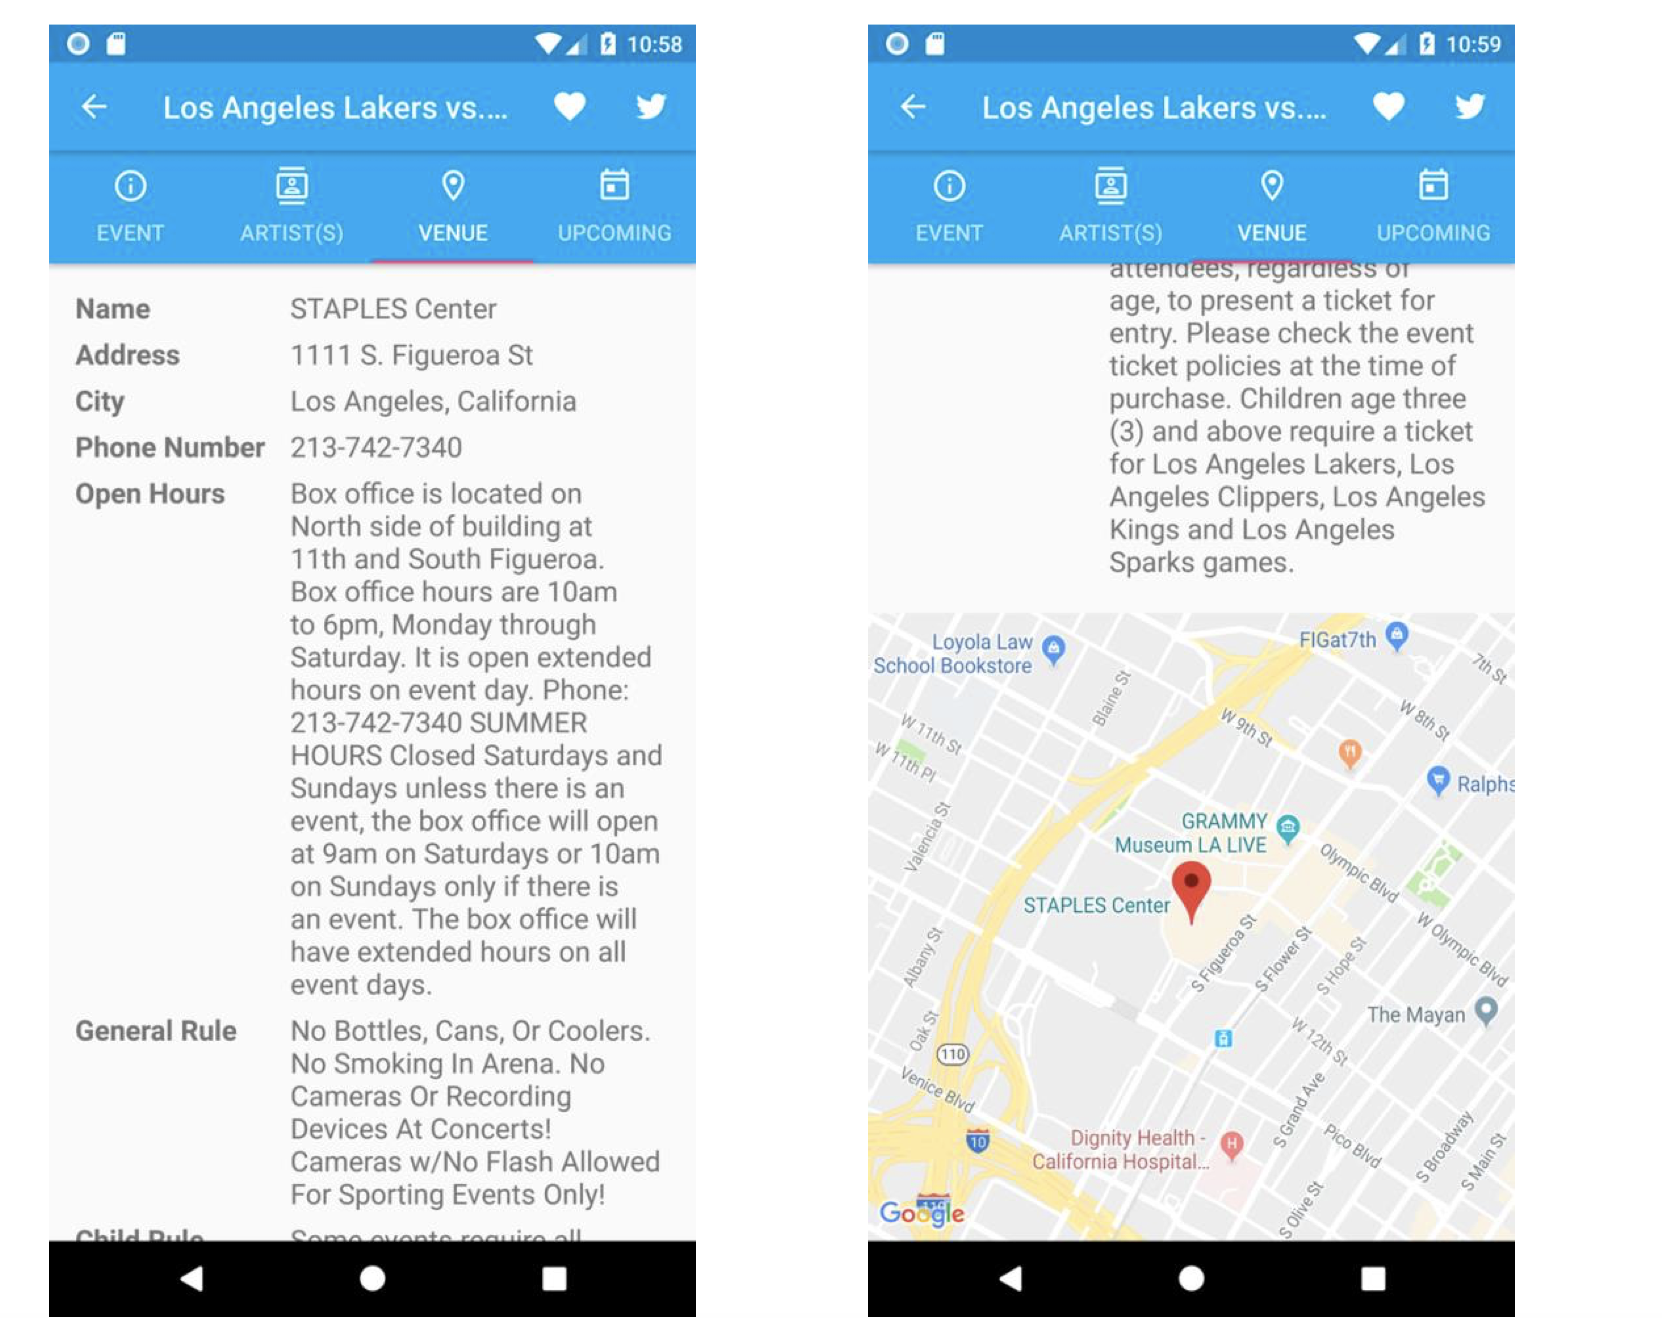 10:58
Los Angeles Lakers vs....
EVENT
ARTIST(S)
VENUE
UPCOMING
Name STAPLES Center
Address 1111 S. Figueroa St
City Los Angeles, California
Phone Number 213-742-7340
Open Hours Box office is located on
North side of building at
11th and South Figueroa.
Box office hours are 10am
to 6pm, Monday through
Saturday. It is open extended
hours on event day. Phone:
213-742-7340 SUMMER
HOURS Closed Saturdays and
Sundays unless there is an
event, the box office will open
at 9am on Saturdays or 10am
on Sundays only if there is
an event. The box office will
have extended hours on all
event days.
General Rule No Bottles, Cans, Or Coolers.
No Smoking In Arena. No
Cameras Or Recording
Devices At Concerts!
Cameras w/No Flash Allowed
For Sporting Events Only!
Child Rule Some events require all
10:59
Los Angeles Lakers vs....
EVENT
ARTIST(S)
VENUE
UPCOMING
attendees, regardless of
age, to present a ticket for
entry. Please check the event
ticket policies at the time of
purchase. Children age three
(3) and above require a ticket
for Los Angeles Lakers, Los
Angeles Clippers, Los Angeles
Kings and Los Angeles
Sparks games.
Loyola Law
School Bookstore
FIGat7th
7th St
Blaine St
W 8th St
W 9th St
W 11th St
W 11th Pl
Ralphs
Valencia St
GRAMMY
Museum LA LIVE
Olympic Blvd
STAPLES Center
W Olympic Blvd
Albany St
S Figueroa St
S Flower St
S Hope St
The Mayan
Oak St
W 12th St
110
Venice Blvd
S Grand Ave
10
Dignity Health -
California Hospital...
H
Pico Blvd
S Broadway
S Main St
S Olive St
Google